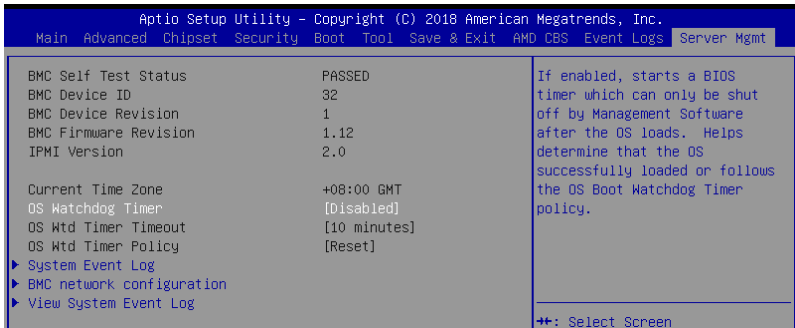 Aptio Setup Utility – Copyright (C) 2018 American Megatrends, Inc.
Main Advanced Chipset Security Boot Tool Save & Exit AMD CBS Event Logs Server Mgmt
BMC Self Test Status PASSED
BMC Device ID 32
BMC Device Revision 1
BMC Firmware Revision 1.12
IPMI Version 2.0
Current Time Zone +08:00 GMT
OS Watchdog Timer [Disabled]
OS Wtd Timer Timeout [10 minutes]
OS Wtd Timer Policy [Reset]
System Event Log
BMC network configuration
View System Event Log
If enabled, starts a BIOS
timer which can only be shut
off by Management Software
after the OS loads. Helps
determine that the OS
successfully loaded or follows
the OS Boot Watchdog Timer
policy.
→←: Select Screen